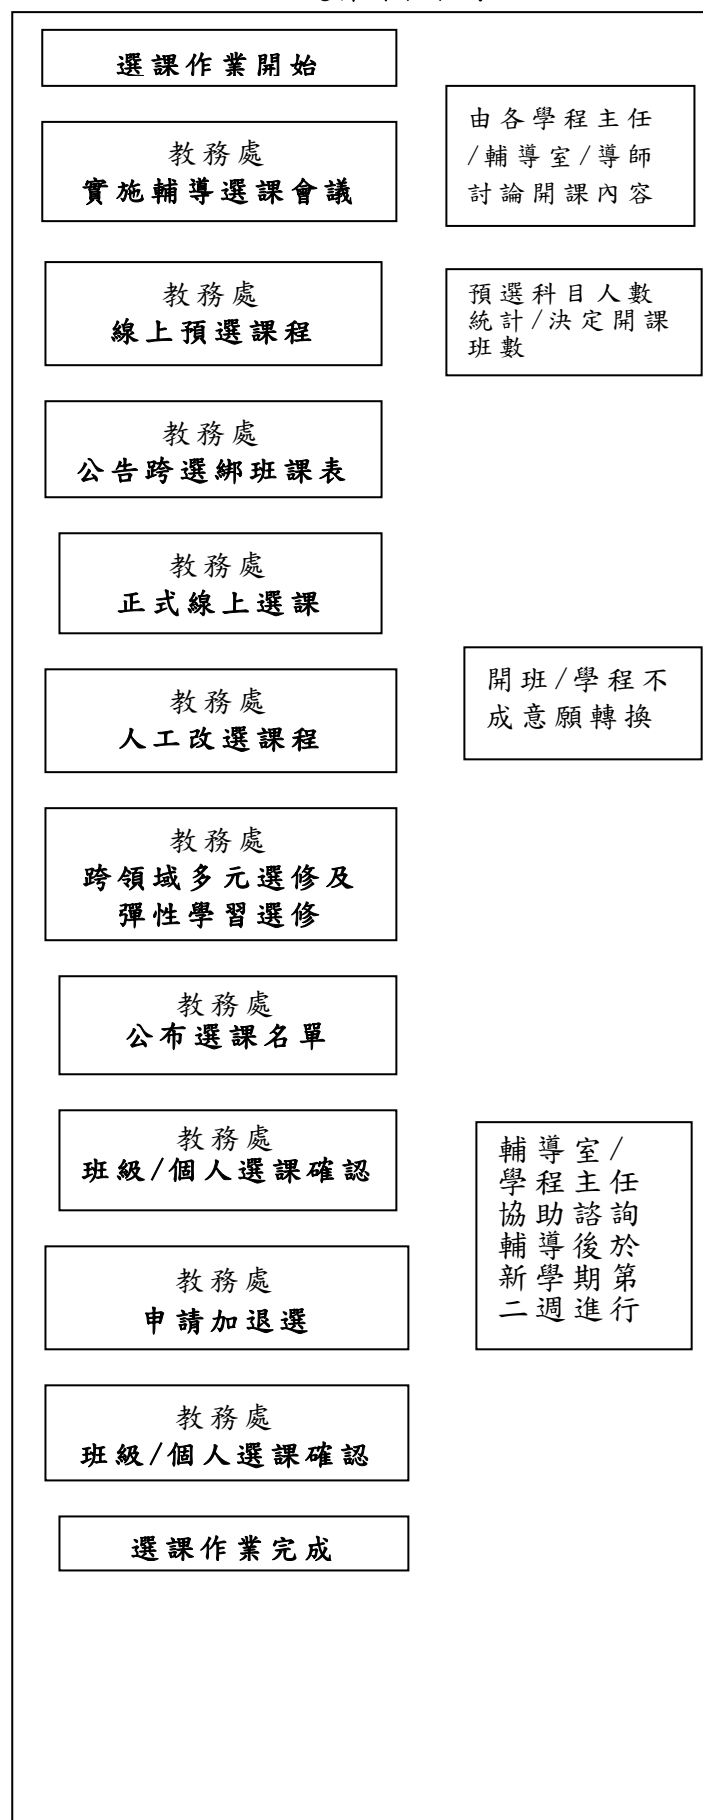 選課作業開始
教務處
實施輔導選課會議
由各學程主任
/輔導室/導師
討論開課內容
教務處
線上預選課程
預選科目人數
統計/決定開課
班數
教務處
公告跨選綁班課表
教務處
正式線上選課
教務處
人工改選課程
開班/學程不
成意願轉換
教務處
跨領域多元選修及
彈性學習選修
教務處
公布選課名單
教務處
班級/個人選課確認
輔導室/
學程主任
協助諮詢
輔導後於
新學期第
二週進行
教務處
申請加退選
教務處
班級/個人選課確認
選課作業完成